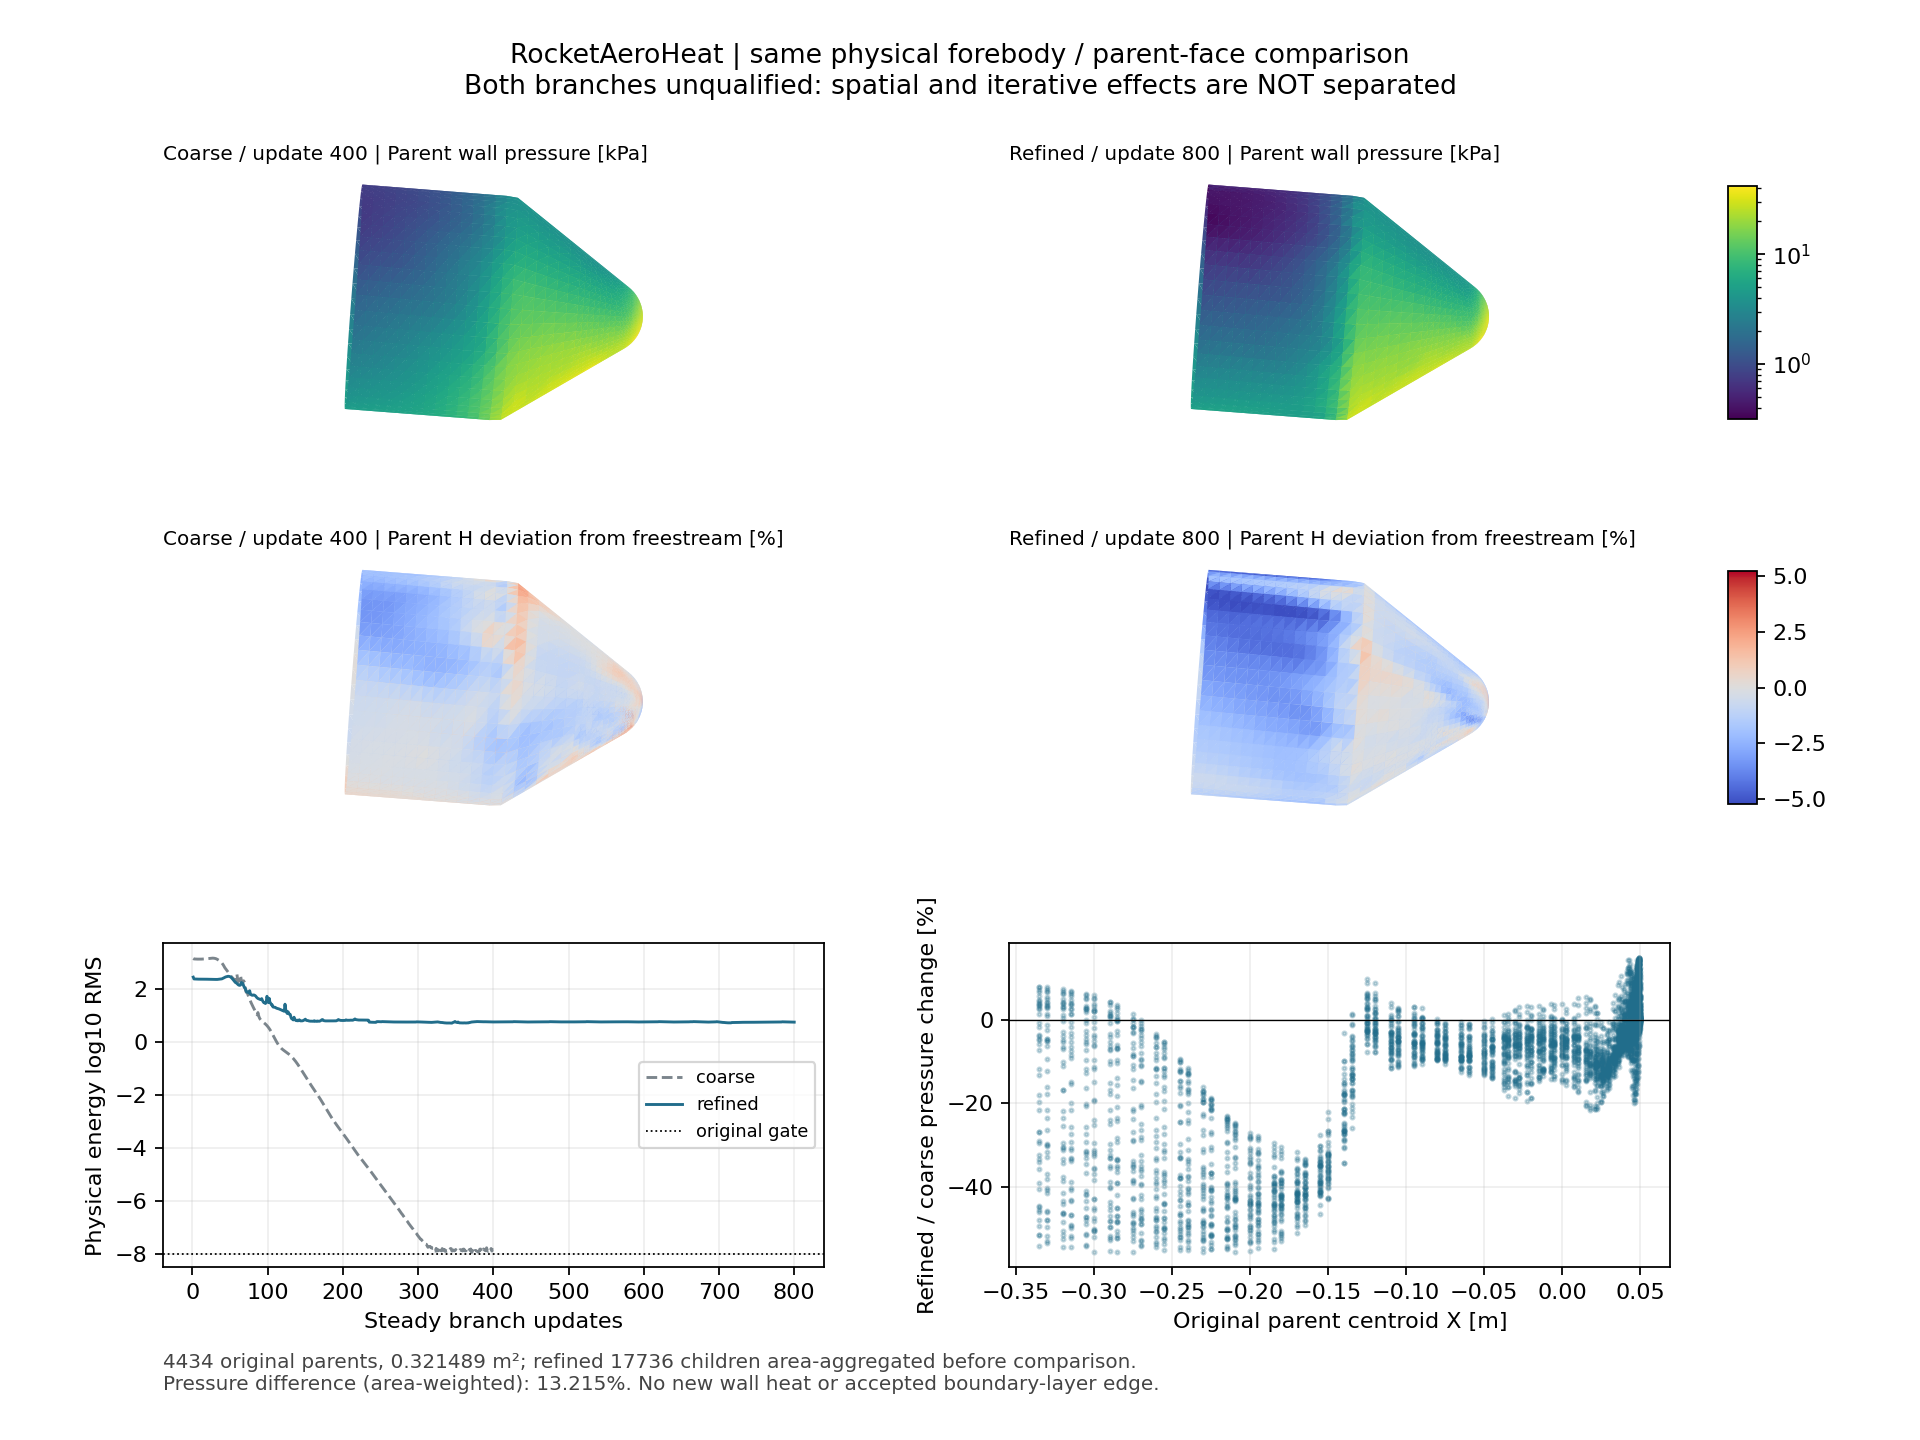 RocketAeroHeat | same physical forebody / parent-face comparison
Both branches unqualified: spatial and iterative effects are NOT separated
Coarse / update 400 | Parent wall pressure [kPa]
Refined / update 800 | Parent wall pressure [kPa]
10¹
10⁰
Coarse / update 400 | Parent H deviation from freestream [%]
Refined / update 800 | Parent H deviation from freestream [%]
5.0
2.5
0.0
−2.5
−5.0
Physical energy log10 RMS
2
0
−2
−4
−6
−8
coarse
refined
original gate
0 100 200 300 400 500 600 700 800
Steady branch updates
Refined / coarse pressure change [%]
0
−20
−40
−0.35 −0.30 −0.25 −0.20 −0.15 −0.10 −0.05 0.00 0.05
Original parent centroid X [m]
4434 original parents, 0.321489 m²; refined 17736 children area-aggregated before comparison.
Pressure difference (area-weighted): 13.215%. No new wall heat or accepted boundary-layer edge.